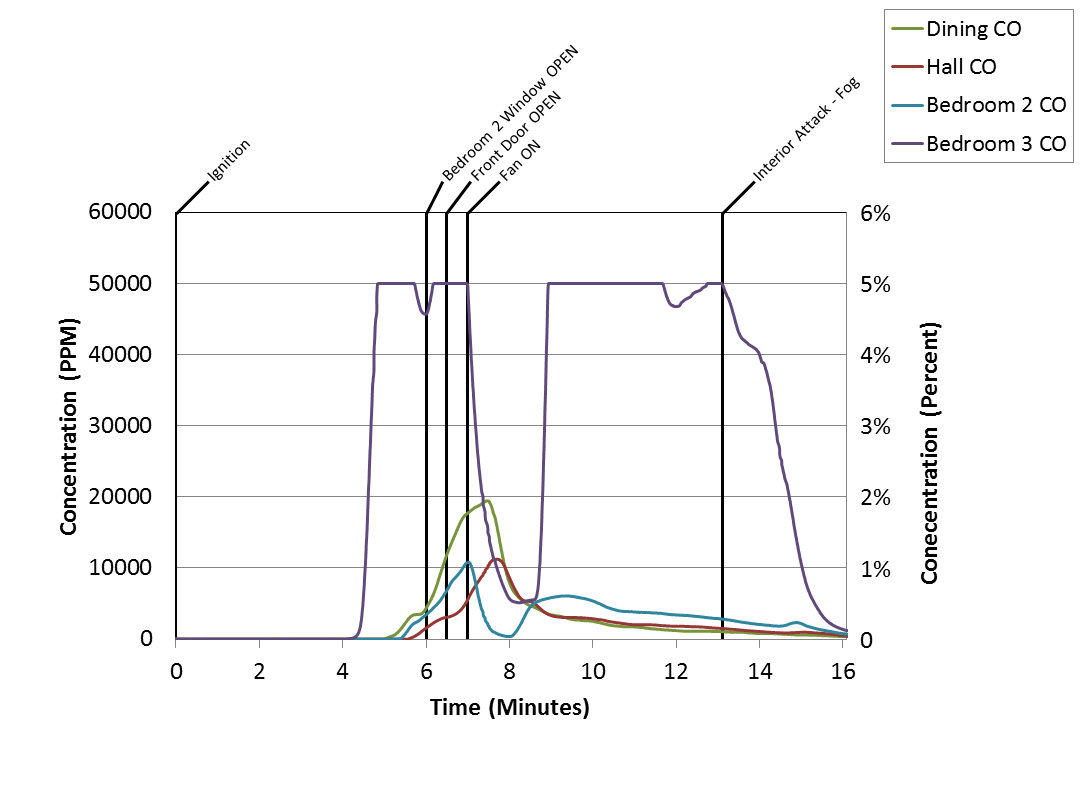 Dining CO
Hall CO
Bedroom 2 CO
Bedroom 3 CO
Ignition
Bedroom 2 Window OPEN
Front Door OPEN
Fan ON
Interior Attack - Fog
60000
50000
40000
30000
20000
10000
0
6%
5%
4%
3%
2%
1%
0
Concentration (PPM)
Conecentration (Percent)
0 2 4 6 8 10 12 14 16
Time (Minutes)